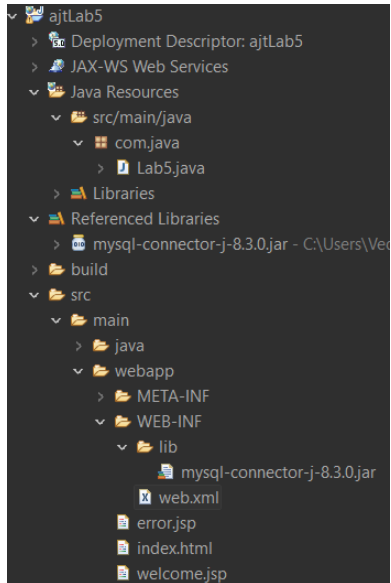 ajtLab5
Deployment Descriptor: ajtLab5
JAX-WS Web Services
Java Resources
src/main/java
com.java
Lab5.java
Libraries
Referenced Libraries
mysql-connector-j-8.3.0.jar - C:\Users\Vec
build
src
main
java
webapp
META-INF
WEB-INF
lib
mysql-connector-j-8.3.0.jar
web.xml
error.jsp
index.html
welcome.jsp